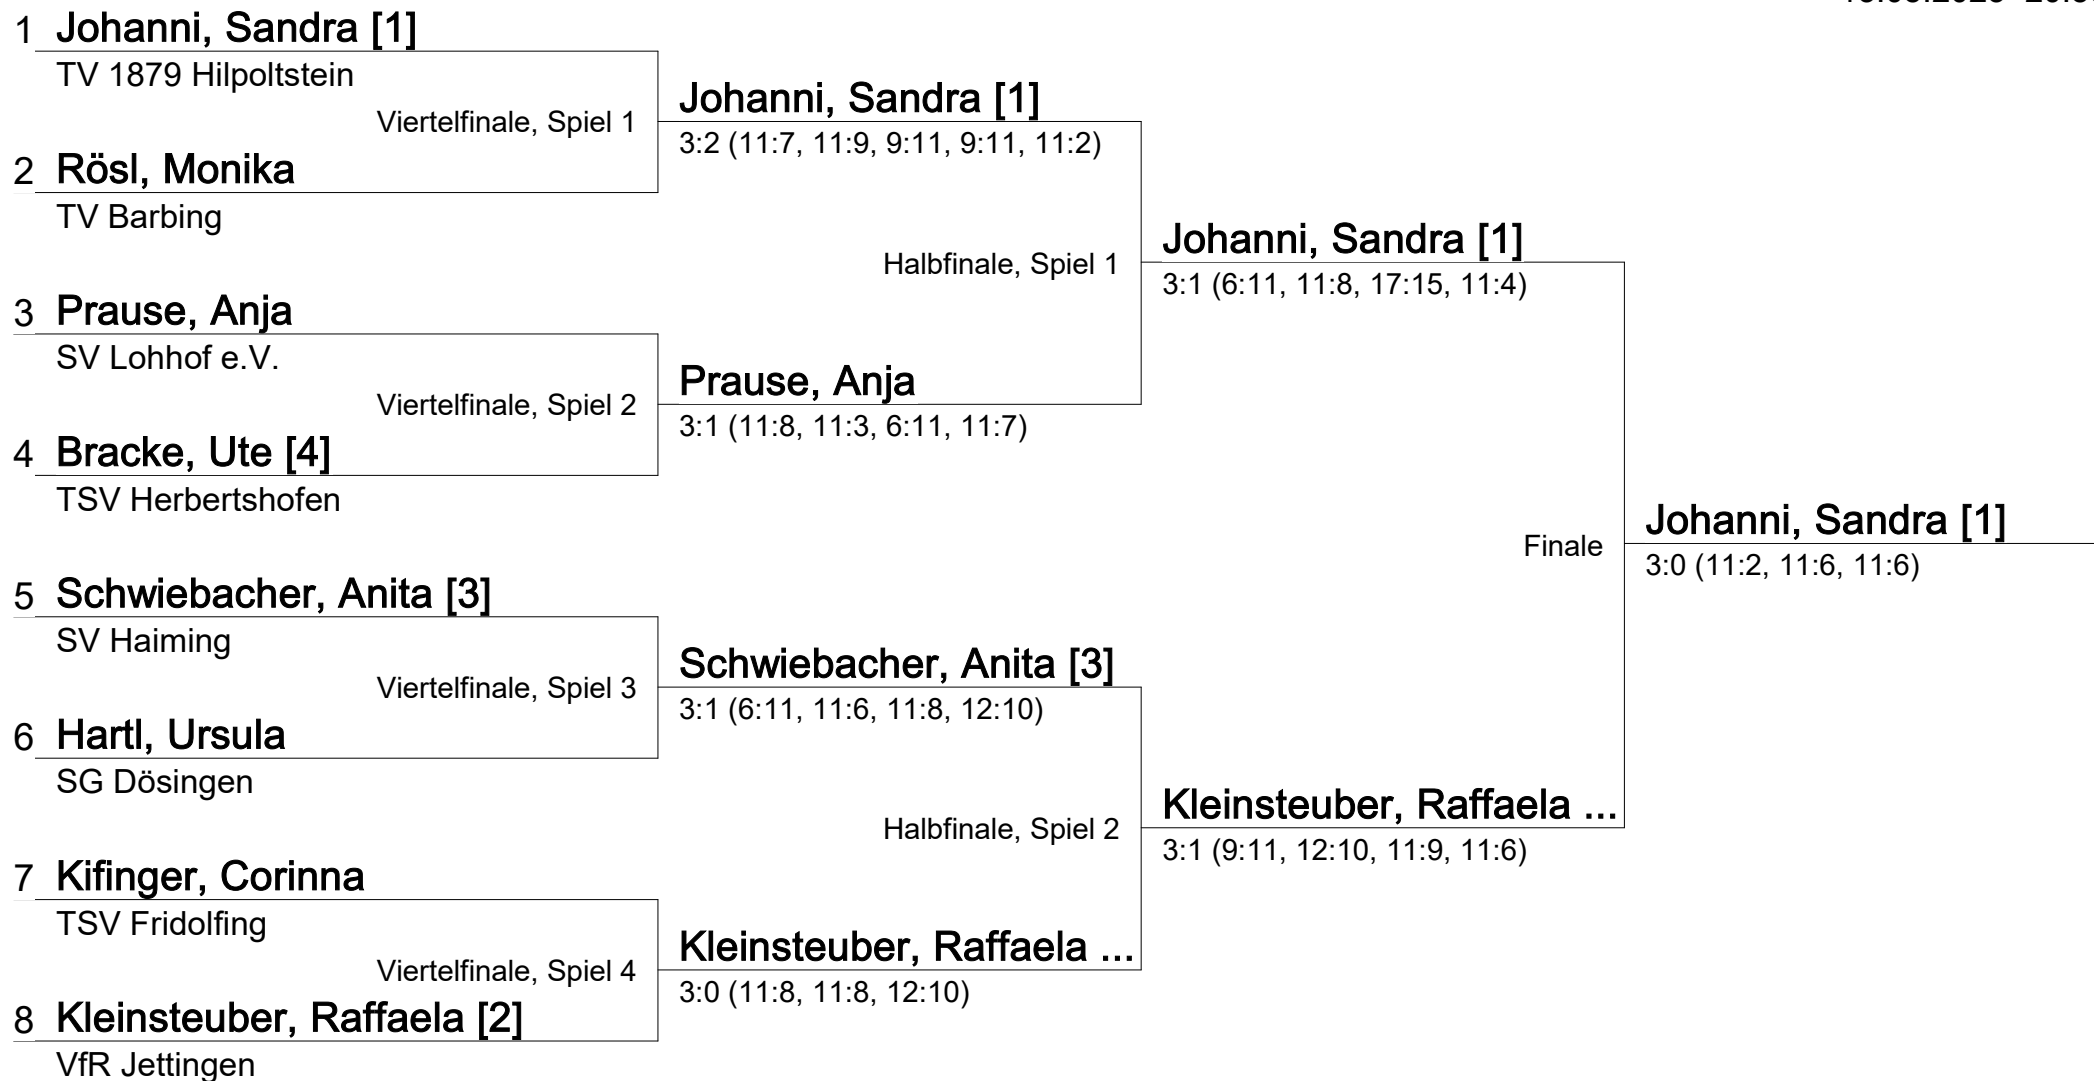 1 Johanni, Sandra [1]
TV 1879 Hilpoltstein
Viertelfinale, Spiel 1
Johanni, Sandra [1]
3:2 (11:7, 11:9, 9:11, 9:11, 11:2)
2 Rösl, Monika
TV Barbing
Halbfinale, Spiel 1
Johanni, Sandra [1]
3:1 (6:11, 11:8, 17:15, 11:4)
3 Prause, Anja
SV Lohhof e.V.
Viertelfinale, Spiel 2
Prause, Anja
3:1 (11:8, 11:3, 6:11, 11:7)
4 Bracke, Ute [4]
TSV Herbertshofen
Finale
Johanni, Sandra [1]
3:0 (11:2, 11:6, 11:6)
5 Schwiebacher, Anita [3]
SV Haiming
Viertelfinale, Spiel 3
Schwiebacher, Anita [3]
3:1 (6:11, 11:6, 11:8, 12:10)
6 Hartl, Ursula
SG Dösingen
Halbfinale, Spiel 2
Kleinsteuber, Raffaela ...
3:1 (9:11, 12:10, 11:9, 11:6)
7 Kifinger, Corinna
TSV Fridolfing
Viertelfinale, Spiel 4
Kleinsteuber, Raffaela ...
3:0 (11:8, 11:8, 12:10)
8 Kleinsteuber, Raffaela [2]
VfR Jettingen